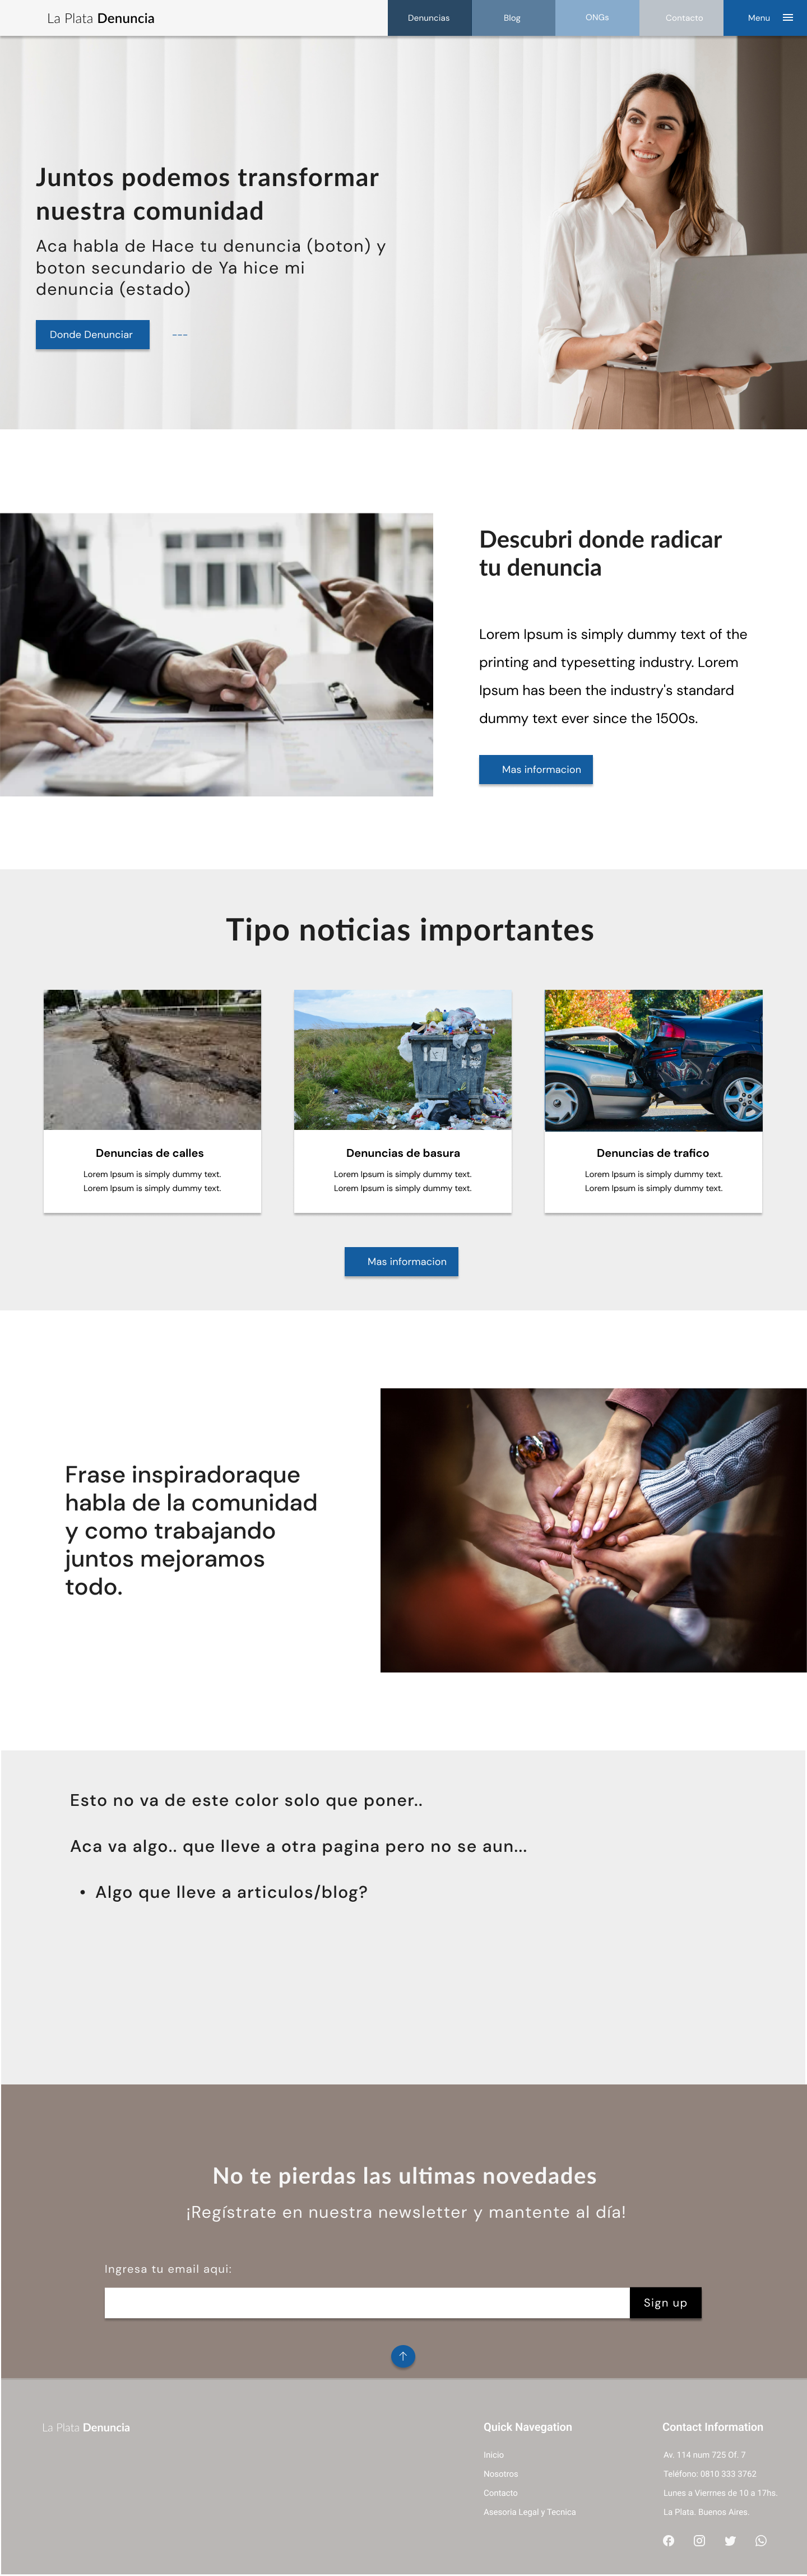 La Plata Denuncia
Denuncias
Blog
ONGs
Contacto
Menu
Juntos podemos transformar
nuestra comunidad
Aca habla de Hace tu denuncia (boton) y
boton secundario de Ya hice mi
denuncia (estado)
Donde Denunciar
---
Descubri donde radicar
tu denuncia
Lorem Ipsum is simply dummy text of the
printing and typesetting industry. Lorem
Ipsum has been the industry's standard
dummy text ever since the 1500s.
Mas informacion
Tipo noticias importantes
Denuncias de calles
Lorem Ipsum is simply dummy text.
Lorem Ipsum is simply dummy text.
Denuncias de basura
Lorem Ipsum is simply dummy text.
Lorem Ipsum is simply dummy text.
Denuncias de trafico
Lorem Ipsum is simply dummy text.
Lorem Ipsum is simply dummy text.
Mas informacion
Frase inspiradoraque
habla de la comunidad
y como trabajando
juntos mejoramos
todo.
Esto no va de este color solo que poner..
Aca va algo.. que lleve a otra pagina pero no se aun...
• Algo que lleve a articulos/blog?
No te pierdas las ultimas novedades
¡Regístrate en nuestra newsletter y mantente al día!
Ingresa tu email aqui:
Sign up
La Plata Denuncia
Quick Navegation
Inicio
Nosotros
Contacto
Asesoria Legal y Tecnica
Contact Information
Av. 114 num 725 Of. 7
Teléfono: 0810 333 3762
Lunes a Vierrnes de 10 a 17hs.
La Plata. Buenos Aires.